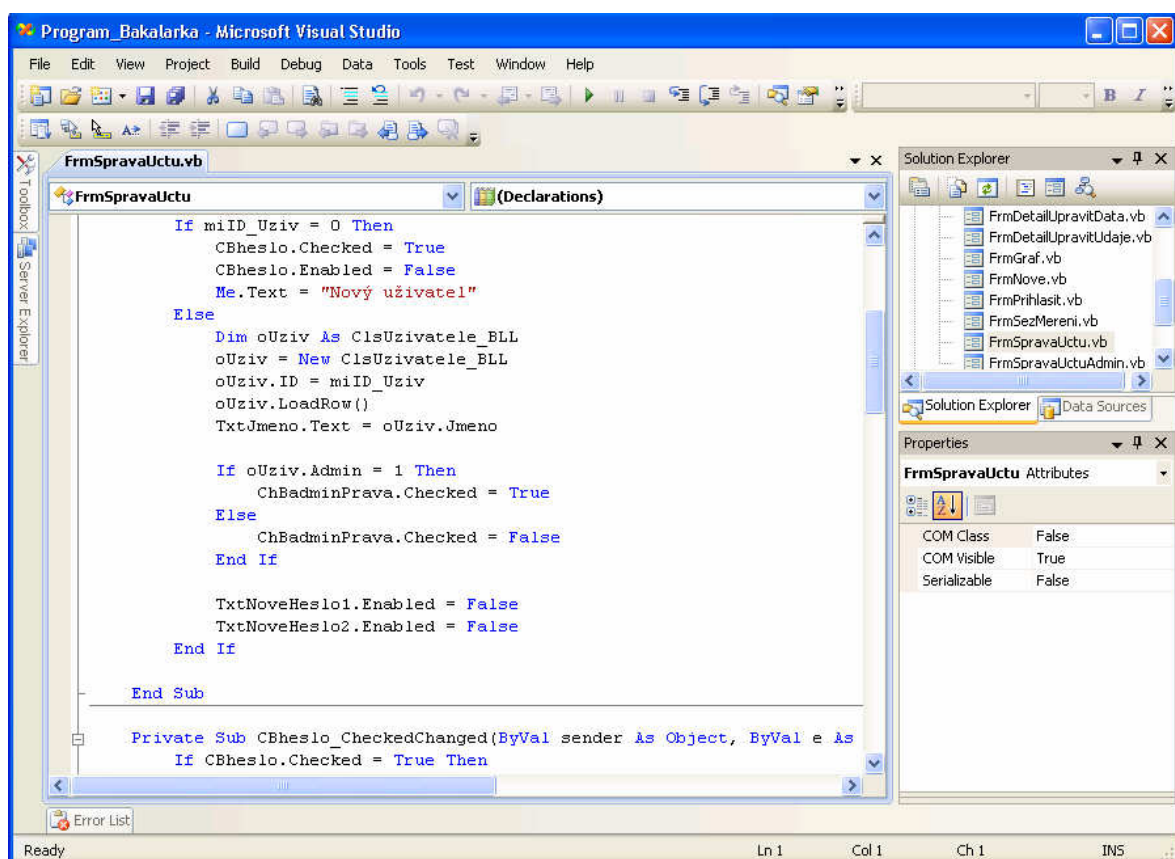 Program_Bakalarka - Microsoft Visual Studio
File Edit View Project Build Debug Data Tools Test Window Help
B I
FrmSpravaUctu.vb
FrmSpravaUctu (Declarations)
If miID_Uziv = 0 Then
CBheslo.Checked = True
CBheslo.Enabled = False
Me.Text = "Nový uživatel"
Else
Dim oUziv As ClsUzivatele_BLL
oUziv = New ClsUzivatele_BLL
oUziv.ID = miID_Uziv
oUziv.LoadRow()
TxtJmeno.Text = oUziv.Jmeno
If oUziv.Admin = 1 Then
ChBadminPrava.Checked = True
Else
ChBadminPrava.Checked = False
End If
TxtNoveHeslo1.Enabled = False
TxtNoveHeslo2.Enabled = False
End If
End Sub
Private Sub CBheslo_CheckedChanged(ByVal sender As Object, ByVal e As
If CBheslo.Checked = True Then
Toolbox
Server Explorer
Solution Explorer
FrmDetailUpravitData.vb
FrmDetailUpravitUdaje.vb
FrmGraf.vb
FrmNove.vb
FrmPrihlasit.vb
FrmSezMereni.vb
FrmSpravaUctu.vb
FrmSpravaUctuAdmin.vb
Solution Explorer Data Sources
Properties
FrmSpravaUctu Attributes
COM Class False
COM Visible True
Serializable False
Error List
Ready Ln 1 Col 1 Ch 1 INS